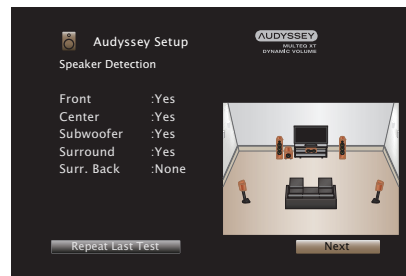 Audyssey Setup
AUDYSSEY
MULTEQ XT
DYNAMIC VOLUME
Speaker Detection
Front :Yes
Center :Yes
Subwoofer :Yes
Surround :Yes
Surr. Back :None
Repeat Last Test
Next